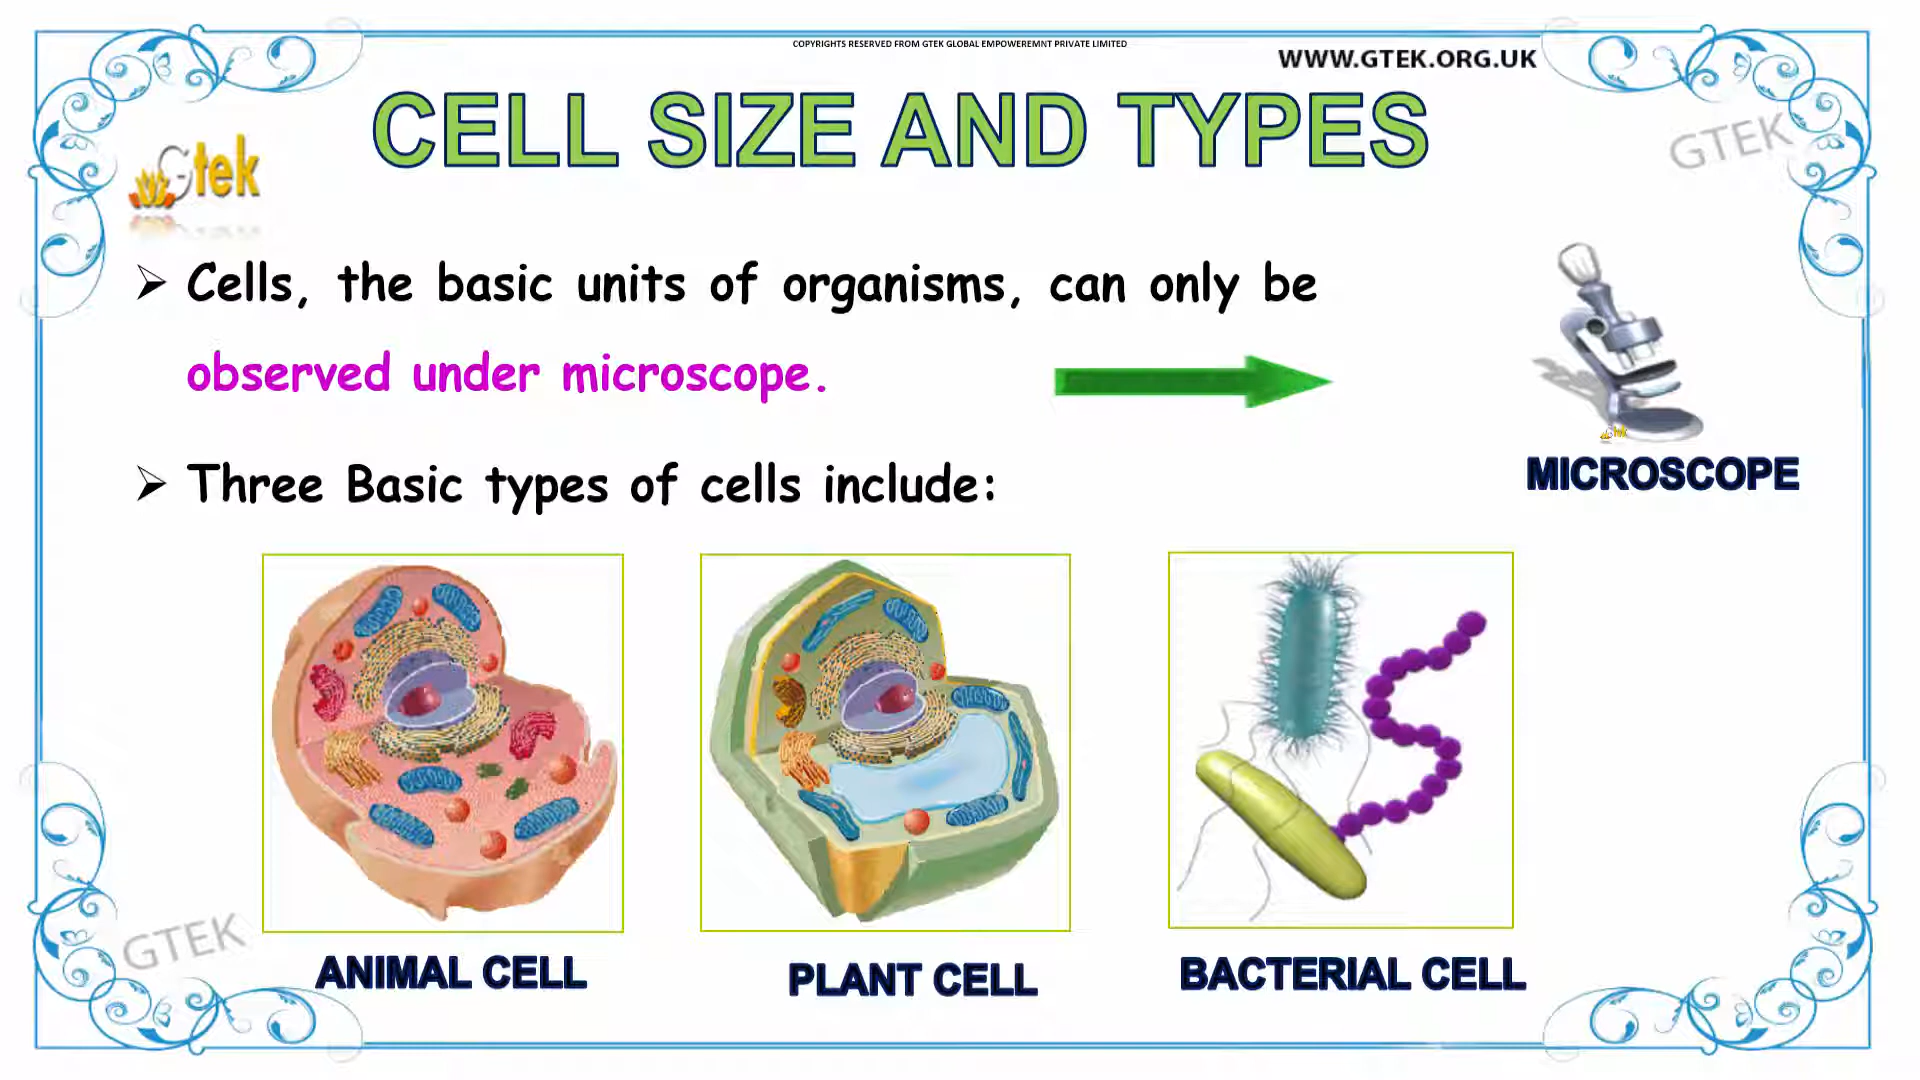 COPYRIGHTS RESERVED FROM GTEK GLOBAL EMPOWEREMNT PRIVATE LIMITED
WWW.GTEK.ORG.UK
CELL SIZE AND TYPES
GTEK
Gtek
➢ Cells, the basic units of organisms, can only be
observed under microscope.
MICROSCOPE
➢ Three Basic types of cells include:
GTEK
ANIMAL CELL
PLANT CELL
BACTERIAL CELL